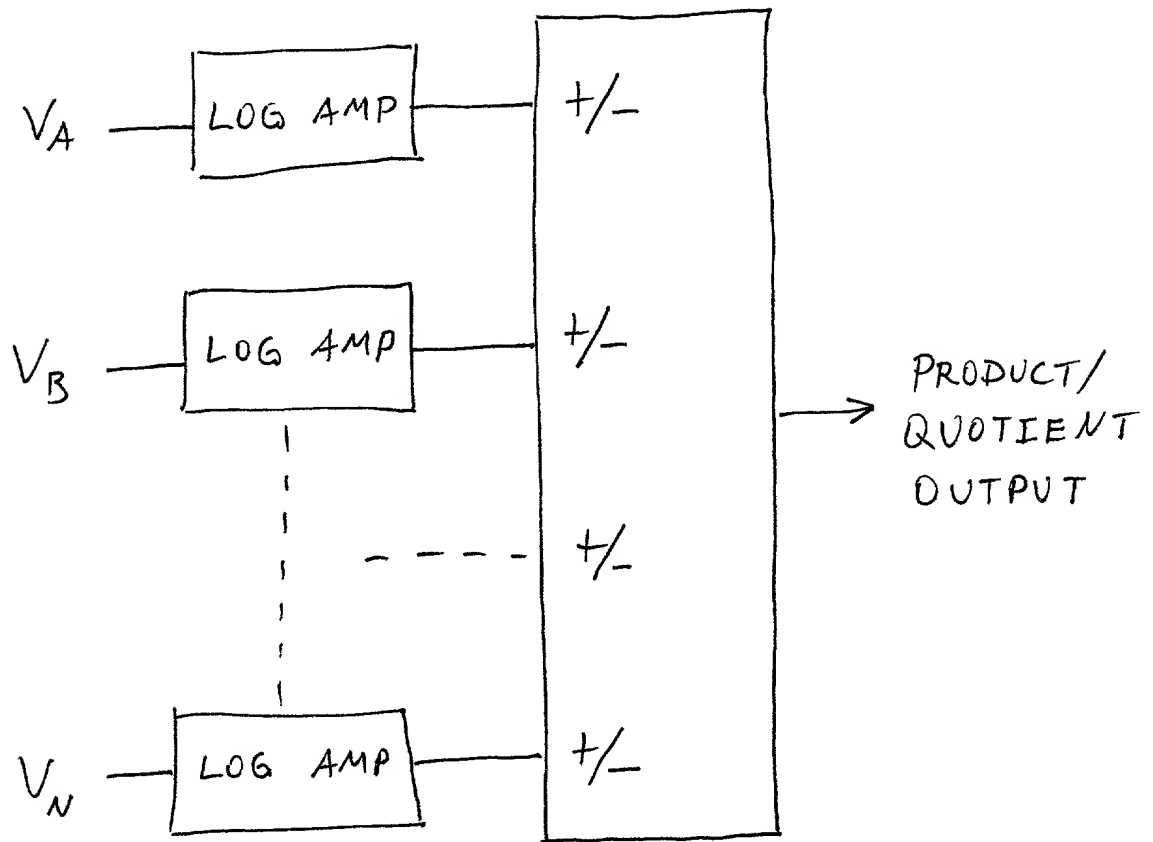 V_A LOG AMP +/-
V_B LOG AMP +/-
PRODUCT/
QUOTIENT
OUTPUT
+/-
V_N LOG AMP +/-